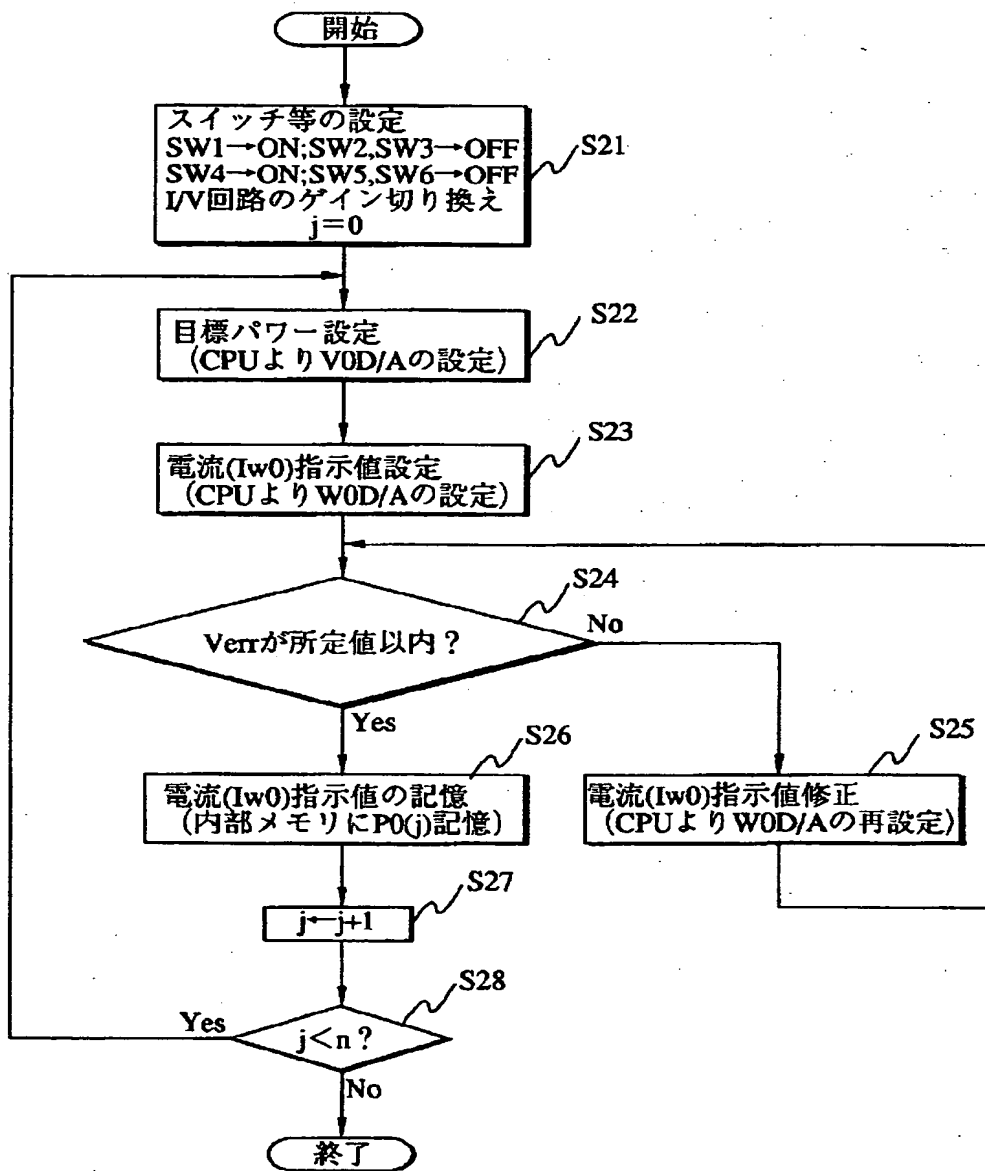 開始
スイッチ等の設定
SW1→ON;SW2,SW3→OFF
SW4→ON;SW5,SW6→OFF
I/V回路のゲイン切り換え
j=0
S21
目標パワー設定
(CPUよりV0D/Aの設定)
S22
電流(Iw0)指示値設定
(CPUよりW0D/Aの設定)
S23
Verrが所定値以内?
S24
No
Yes
電流(Iw0)指示値の記憶
(内部メモリにP0(j)記憶)
S26
電流(Iw0)指示値修正
(CPUよりW0D/Aの再設定)
S25
j←j+1
S27
j<n?
S28
Yes
No
終了